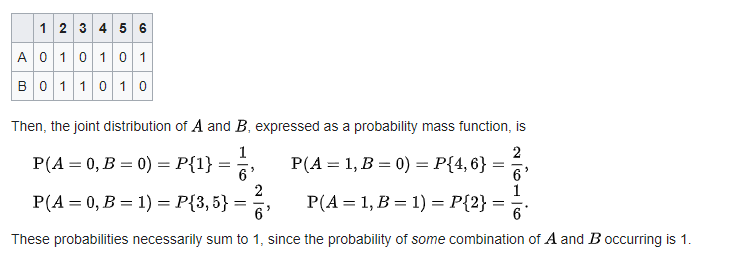 1 2 3 4 5 6
A 0 1 0 1 0 1
B 0 1 1 0 1 0
Then, the joint distribution of A and B, expressed as a probability mass function, is
P(A = 0, B = 0) = P{1} = 1/6, P(A = 1, B = 0) = P{4, 6} = 2/6,
P(A = 0, B = 1) = P{3, 5} = 2/6, P(A = 1, B = 1) = P{2} = 1/6.
These probabilities necessarily sum to 1, since the probability of some combination of A and B occurring is 1.